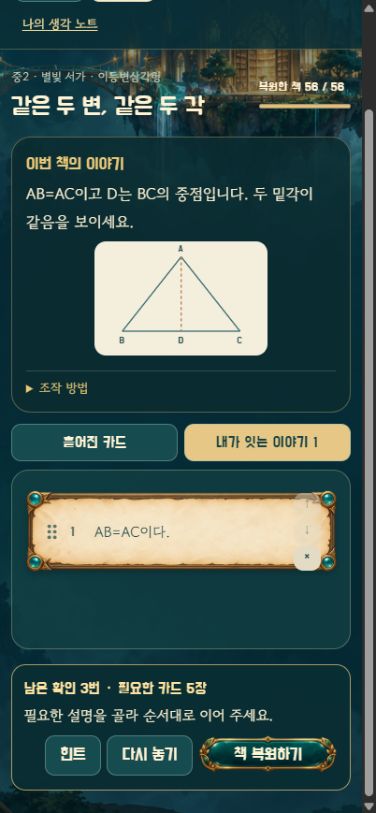 나의 생각 노트
중2 · 별빛 서가 · 이등변삼각형
복원한 책 56 / 56
같은 두 변, 같은 두 각
이번 책의 이야기
AB=AC이고 D는 BC의 중점입니다. 두 밑각이
같음을 보이세요.
A
B D C
▶ 조작 방법
흩어진 카드
내가 잇는 이야기 1
↑
1 AB=AC이다.
↓
×
남은 확인 3번 · 필요한 카드 5장
필요한 설명을 골라 순서대로 이어 주세요.
힌트 다시 놓기 책 복원하기